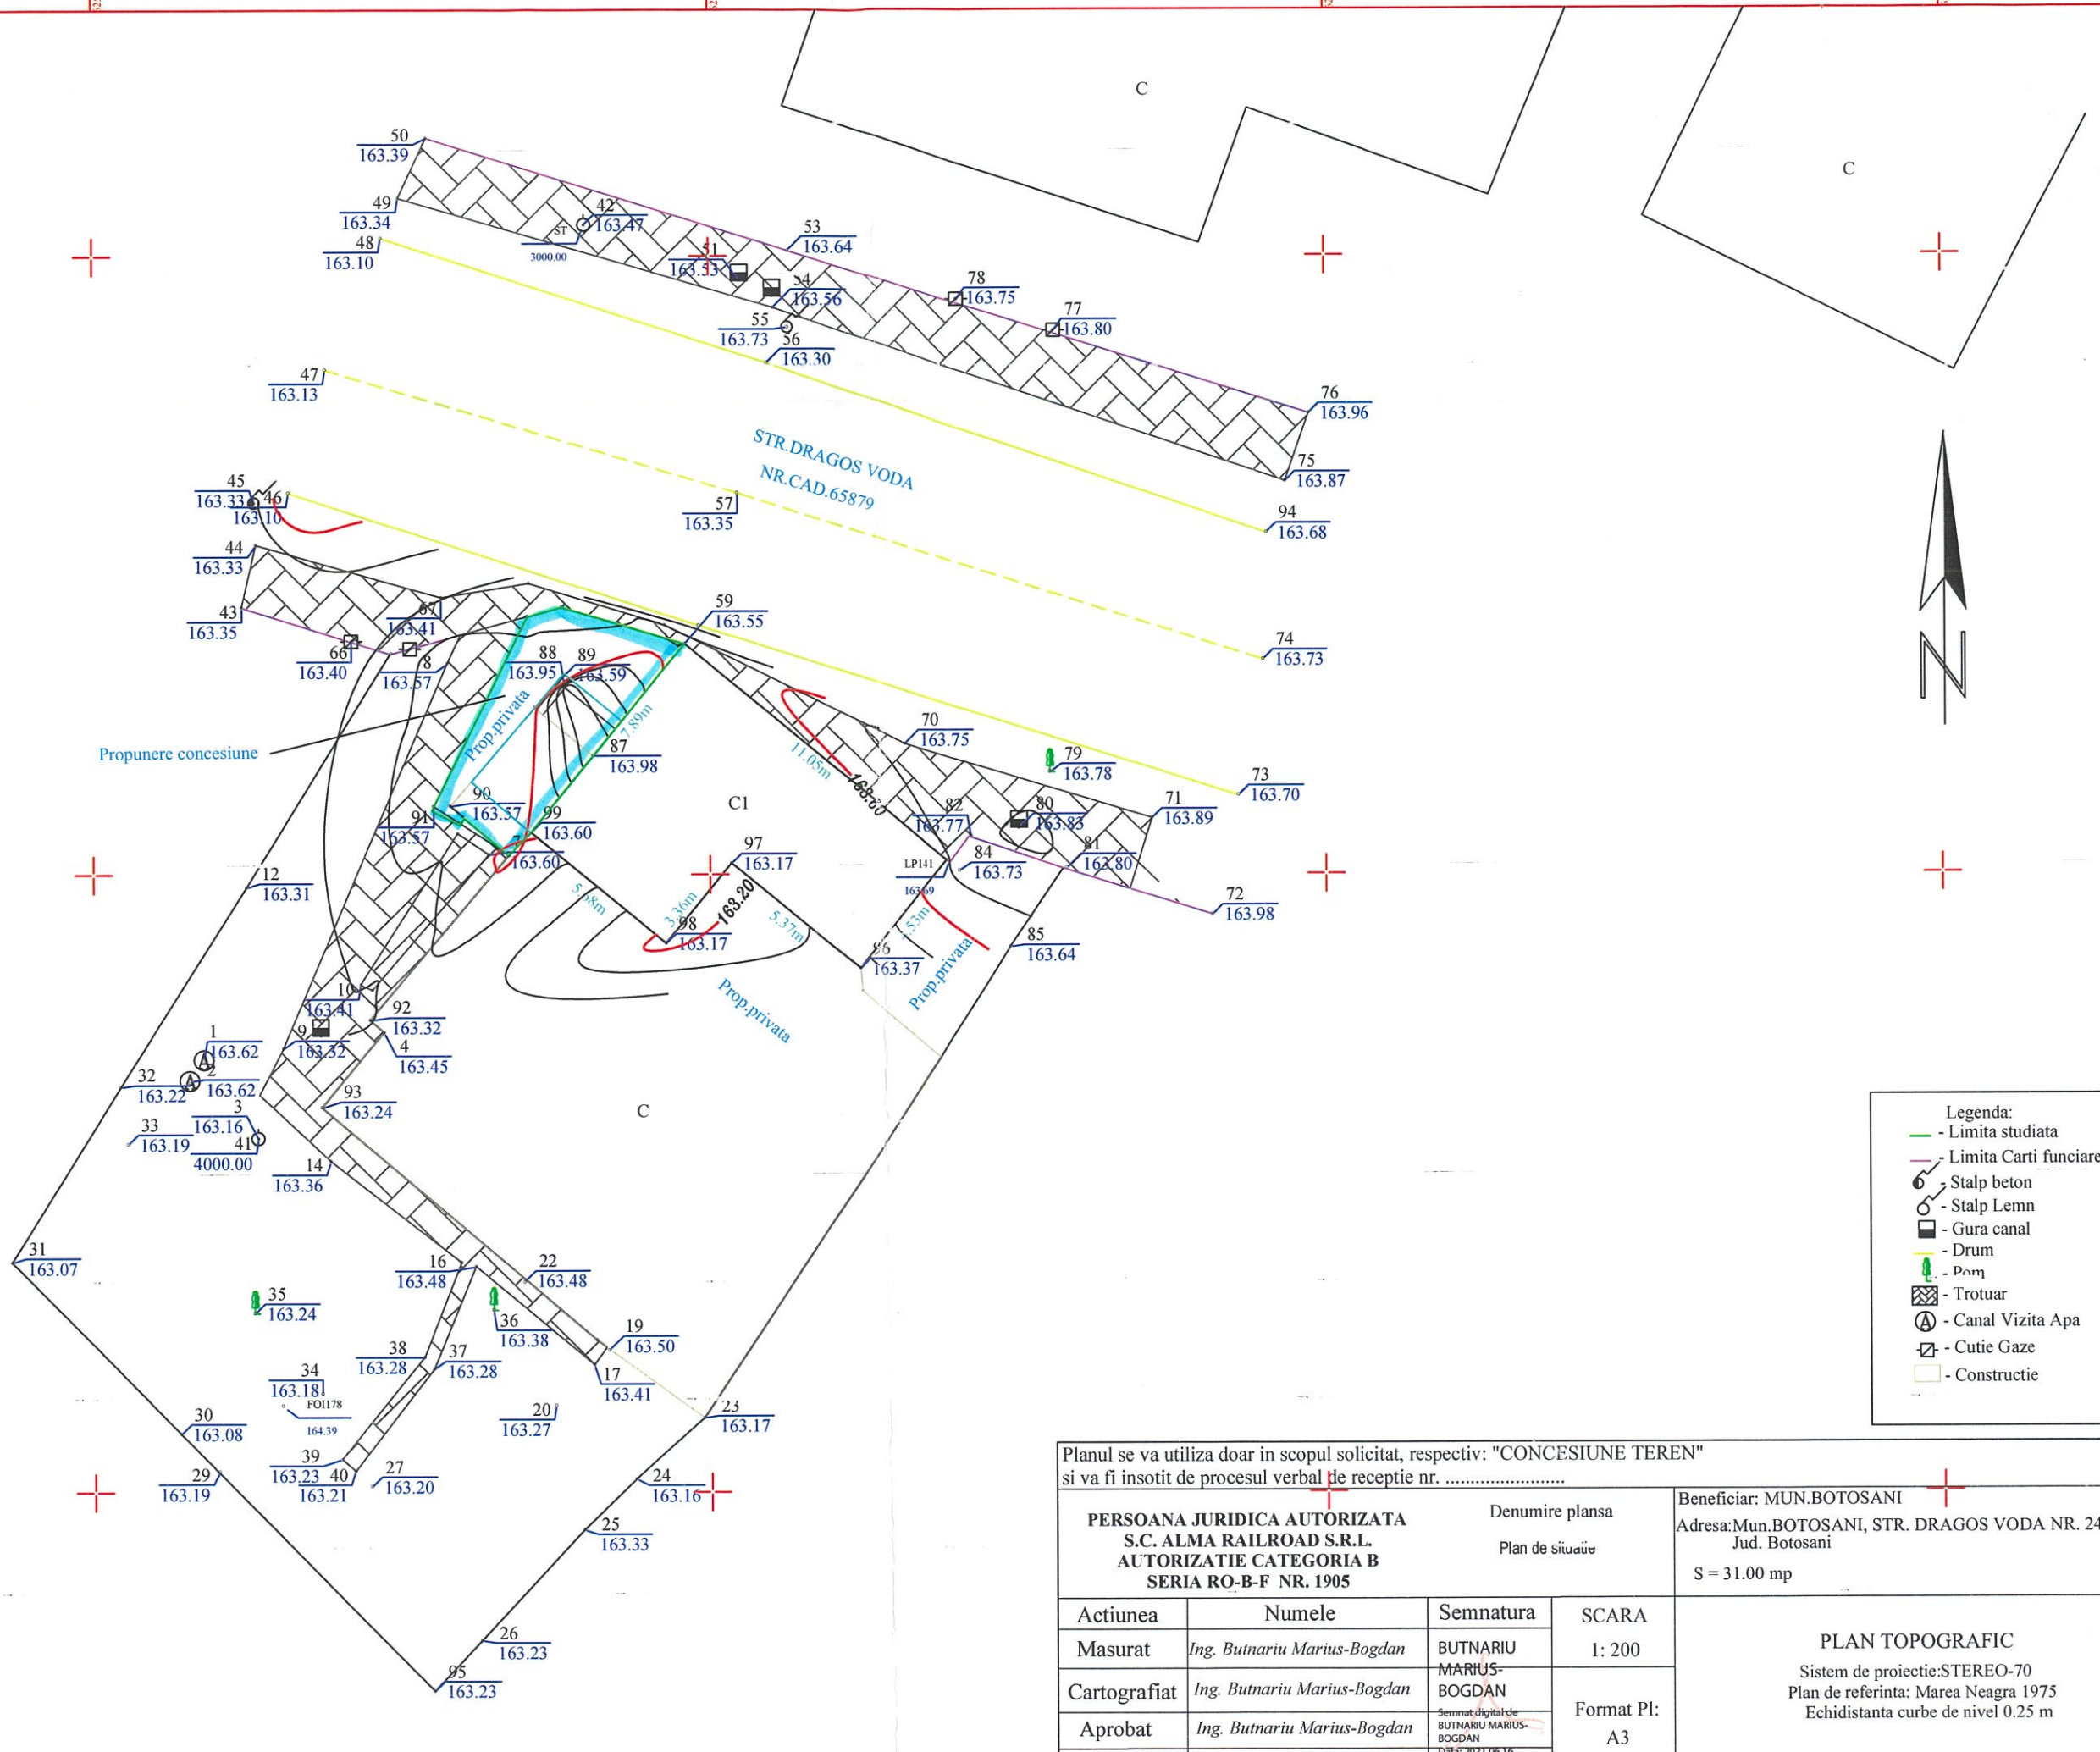 C
C
50
163.39
49
163.34
48
163.10
42
163.47
ST
3000.00
51
163.53
53
163.64
54
163.56
55
163.73
56
163.30
78
163.75
77
163.80
76
163.96
75
163.87
47
163.13
STR.DRAGOS VODA
NR.CAD.65879
57
163.35
94
163.68
45
163.33
46
163.10
44
163.33
43
163.35
67
163.41
66
163.40
8
163.57
59
163.55
74
163.73
88
163.95
89
163.59
Prop.privata
7.89m
87
163.98
Propunere concesiune
11.05m
163.60
70
163.75
79
163.78
73
163.70
90
163.57
91
163.57
99
163.60
7
163.60
C1
82
163.77
80
163.83
71
163.89
81
163.80
97
163.17
LP141
163.69
84
163.73
72
163.98
12
163.31
5.68m
3.36m
163.20
98
163.17
5.37m
.53m
96
163.37
Prop.privata
85
163.64
Prop.privata
10
163.41
92
163.32
9
163.32
4
163.45
1
163.62
A
2
163.62
A
32
163.22
3
163.16
33
163.19
41
4000.00
93
163.24
C
14
163.36
31
163.07
16
163.48
22
163.48
35
163.24
36
163.38
19
163.50
38
163.28
37
163.28
17
163.41
34
163.18
FOI178
164.39
20
163.27
23
163.17
30
163.08
39
163.23
40
163.21
27
163.20
29
163.19
24
163.16
25
163.33
26
163.23
95
163.23
N
Legenda:
- Limita studiata
- Limita Carti funciare
- Stalp beton
- Stalp Lemn
- Gura canal
- Drum
- Pom
- Trotuar
A - Canal Vizita Apa
- Cutie Gaze
- Constructie
Planul se va utiliza doar in scopul solicitat, respectiv: "CONCESIUNE TEREN"
si va fi insotit de procesul verbal de receptie nr. ........................
PERSOANA JURIDICA AUTORIZATA
S.C. ALMA RAILROAD S.R.L.
AUTORIZATIE CATEGORIA B
SERIA RO-B-F NR. 1905
Denumire plansa
Plan de situatie
Beneficiar: MUN.BOTOSANI
Adresa:Mun.BOTOSANI, STR. DRAGOS VODA NR. 24
Jud. Botosani
S = 31.00 mp
Actiunea Numele Semnatura SCARA
Masurat Ing. Butnariu Marius-Bogdan
1: 200
Cartografiat Ing. Butnariu Marius-Bogdan
Aprobat Ing. Butnariu Marius-Bogdan
BUTNARIU
MARIUS-
BOGDAN
Semnat digital de
BUTNARIU MARIUS-
BOGDAN
Format Pl:
A3
PLAN TOPOGRAFIC
Sistem de proiectie:STEREO-70
Plan de referinta: Marea Neagra 1975
Echidistanta curbe de nivel 0.25 m